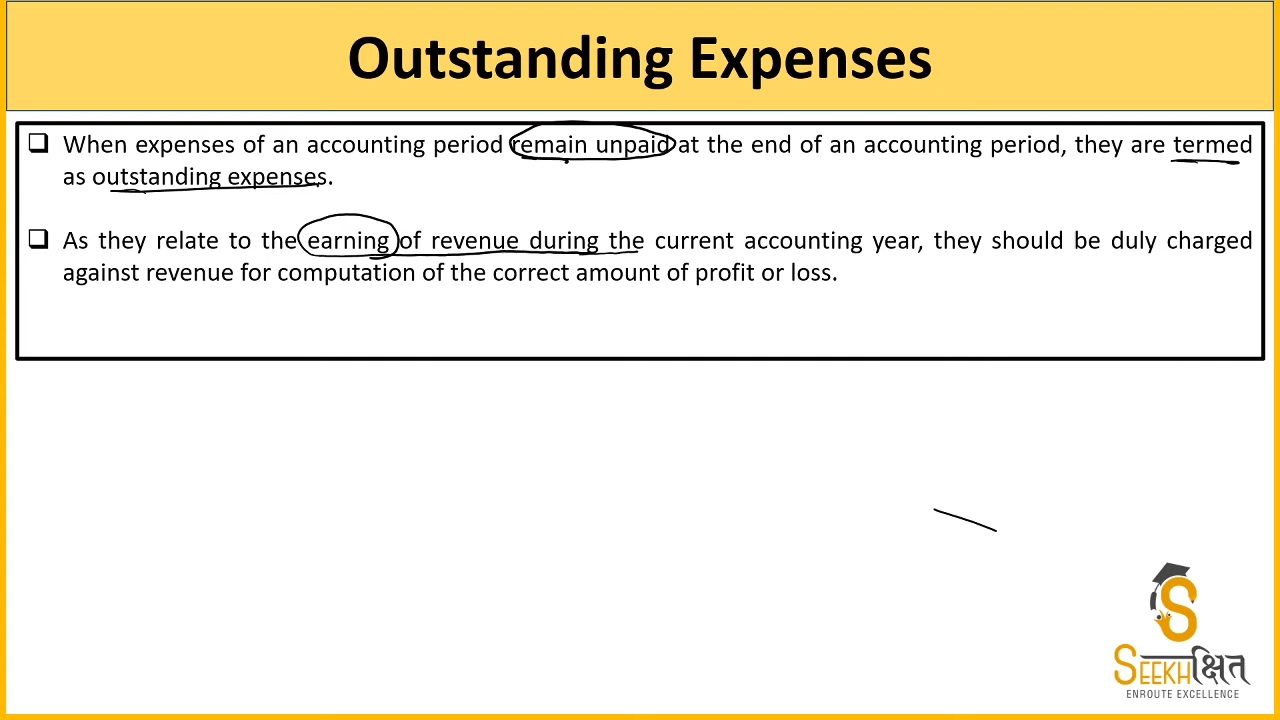 Outstanding Expenses
When expenses of an accounting period remain unpaid at the end of an accounting period, they are termed
as outstanding expenses.
As they relate to the earning of revenue during the current accounting year, they should be duly charged
against revenue for computation of the correct amount of profit or loss.
SEEKHक्षित
ENROUTE EXCELLENCE